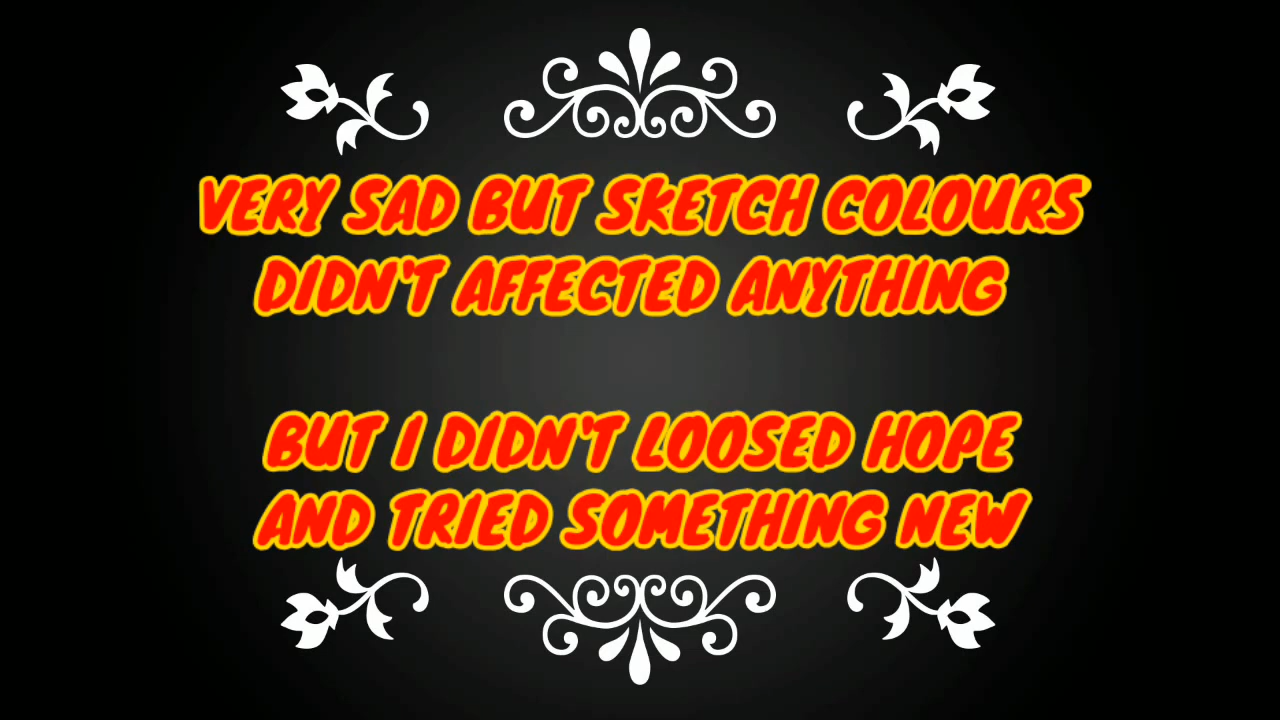 VERY SAD BUT SKETCH COLOURS
DIDN'T AFFECTED ANYTHING
BUT I DIDN'T LOOSED HOPE
AND TRIED SOMETHING NEW